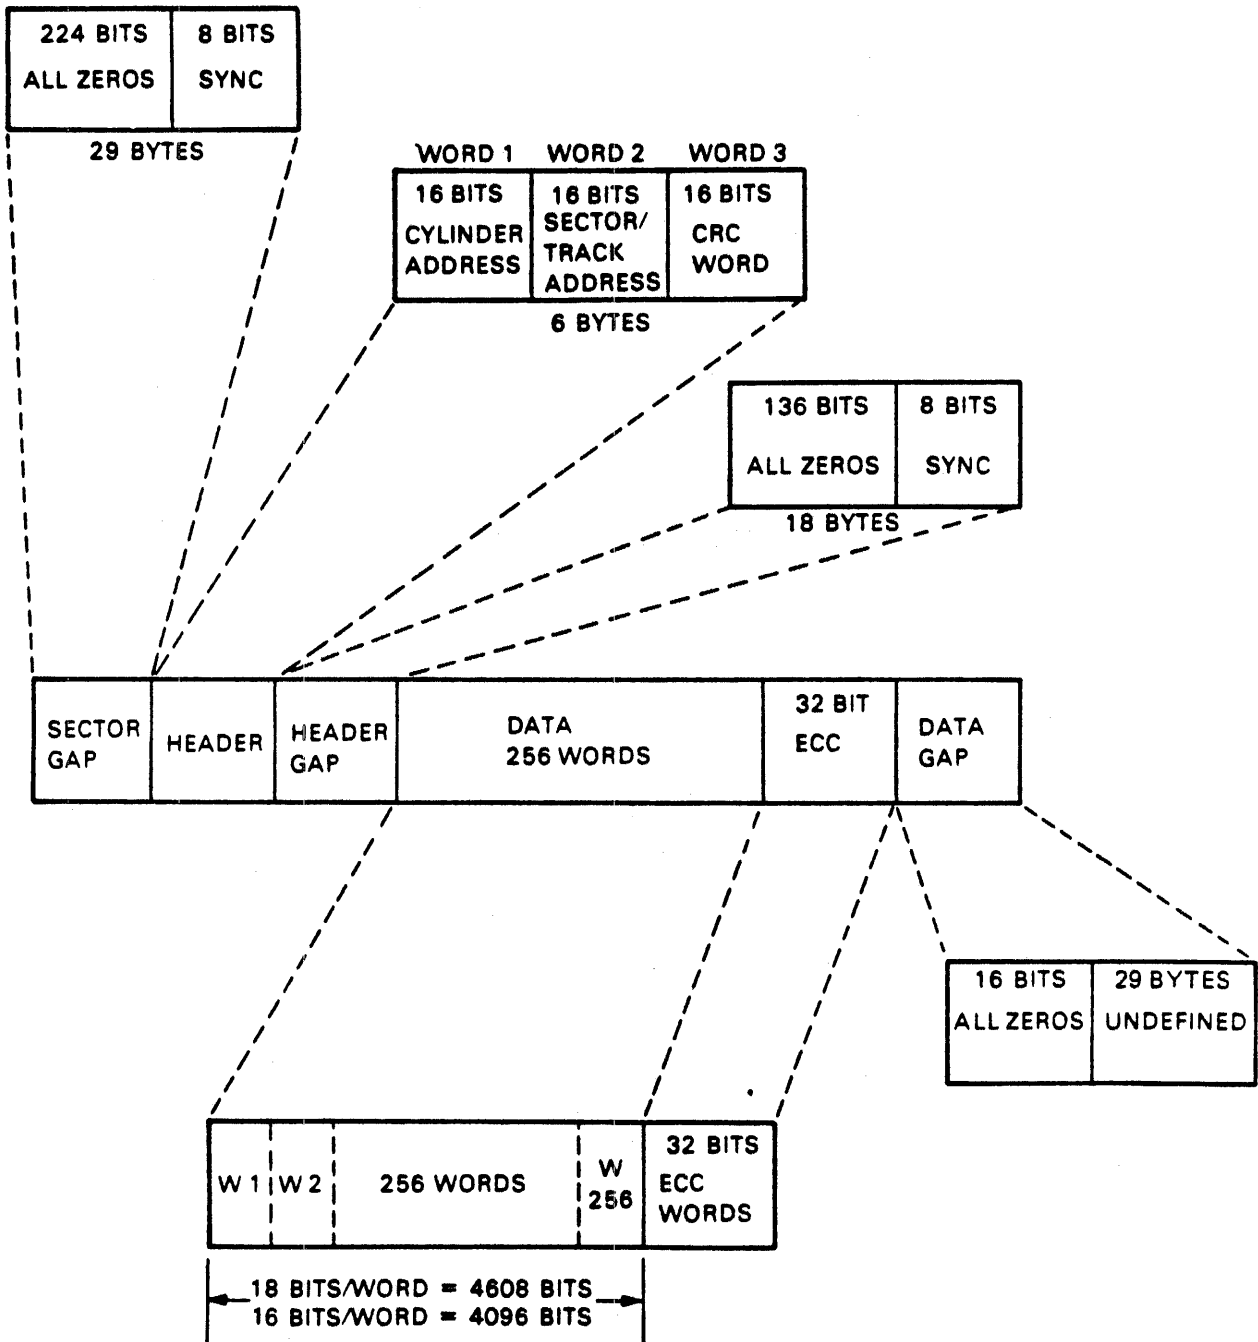 224 BITS
ALL ZEROS
8 BITS
SYNC
29 BYTES
WORD 1
WORD 2
WORD 3
16 BITS
CYLINDER
ADDRESS
16 BITS
SECTOR/
TRACK
ADDRESS
16 BITS
CRC
WORD
6 BYTES
136 BITS
ALL ZEROS
8 BITS
SYNC
18 BYTES
SECTOR
GAP
HEADER
HEADER
GAP
DATA
256 WORDS
32 BIT
ECC
DATA
GAP
16 BITS
ALL ZEROS
29 BYTES
UNDEFINED
W 1
W 2
256 WORDS
W
256
32 BITS
ECC
WORDS
18 BITS/WORD = 4608 BITS
16 BITS/WORD = 4096 BITS